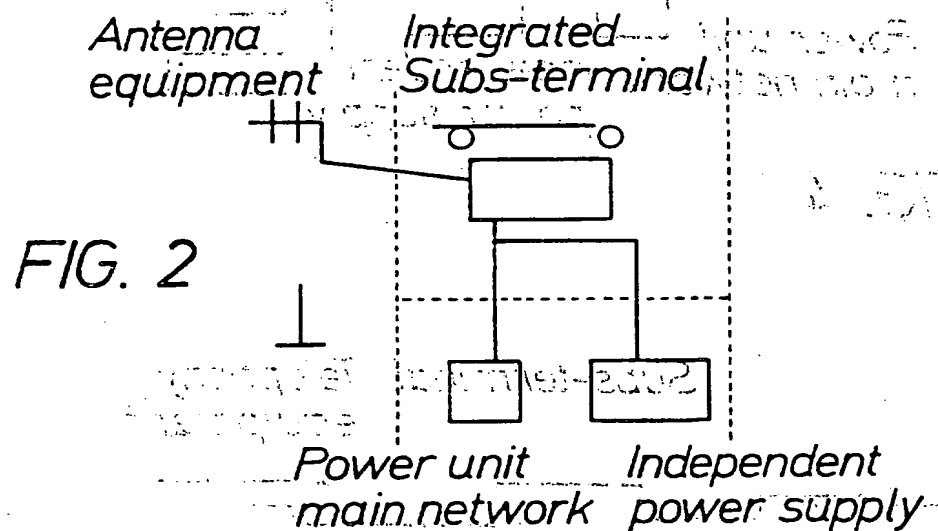 Antenna
equipment
Integrated
Subs-terminal
FIG. 2
Power unit
main network
Independent
power supply